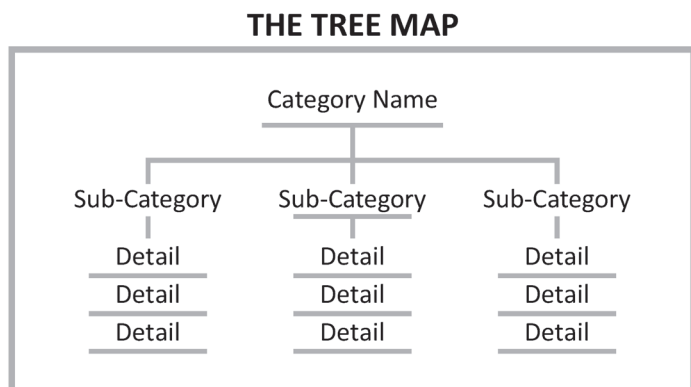 THE TREE MAP
Category Name
Sub-Category Sub-Category Sub-Category
Detail Detail Detail
Detail Detail Detail
Detail Detail Detail